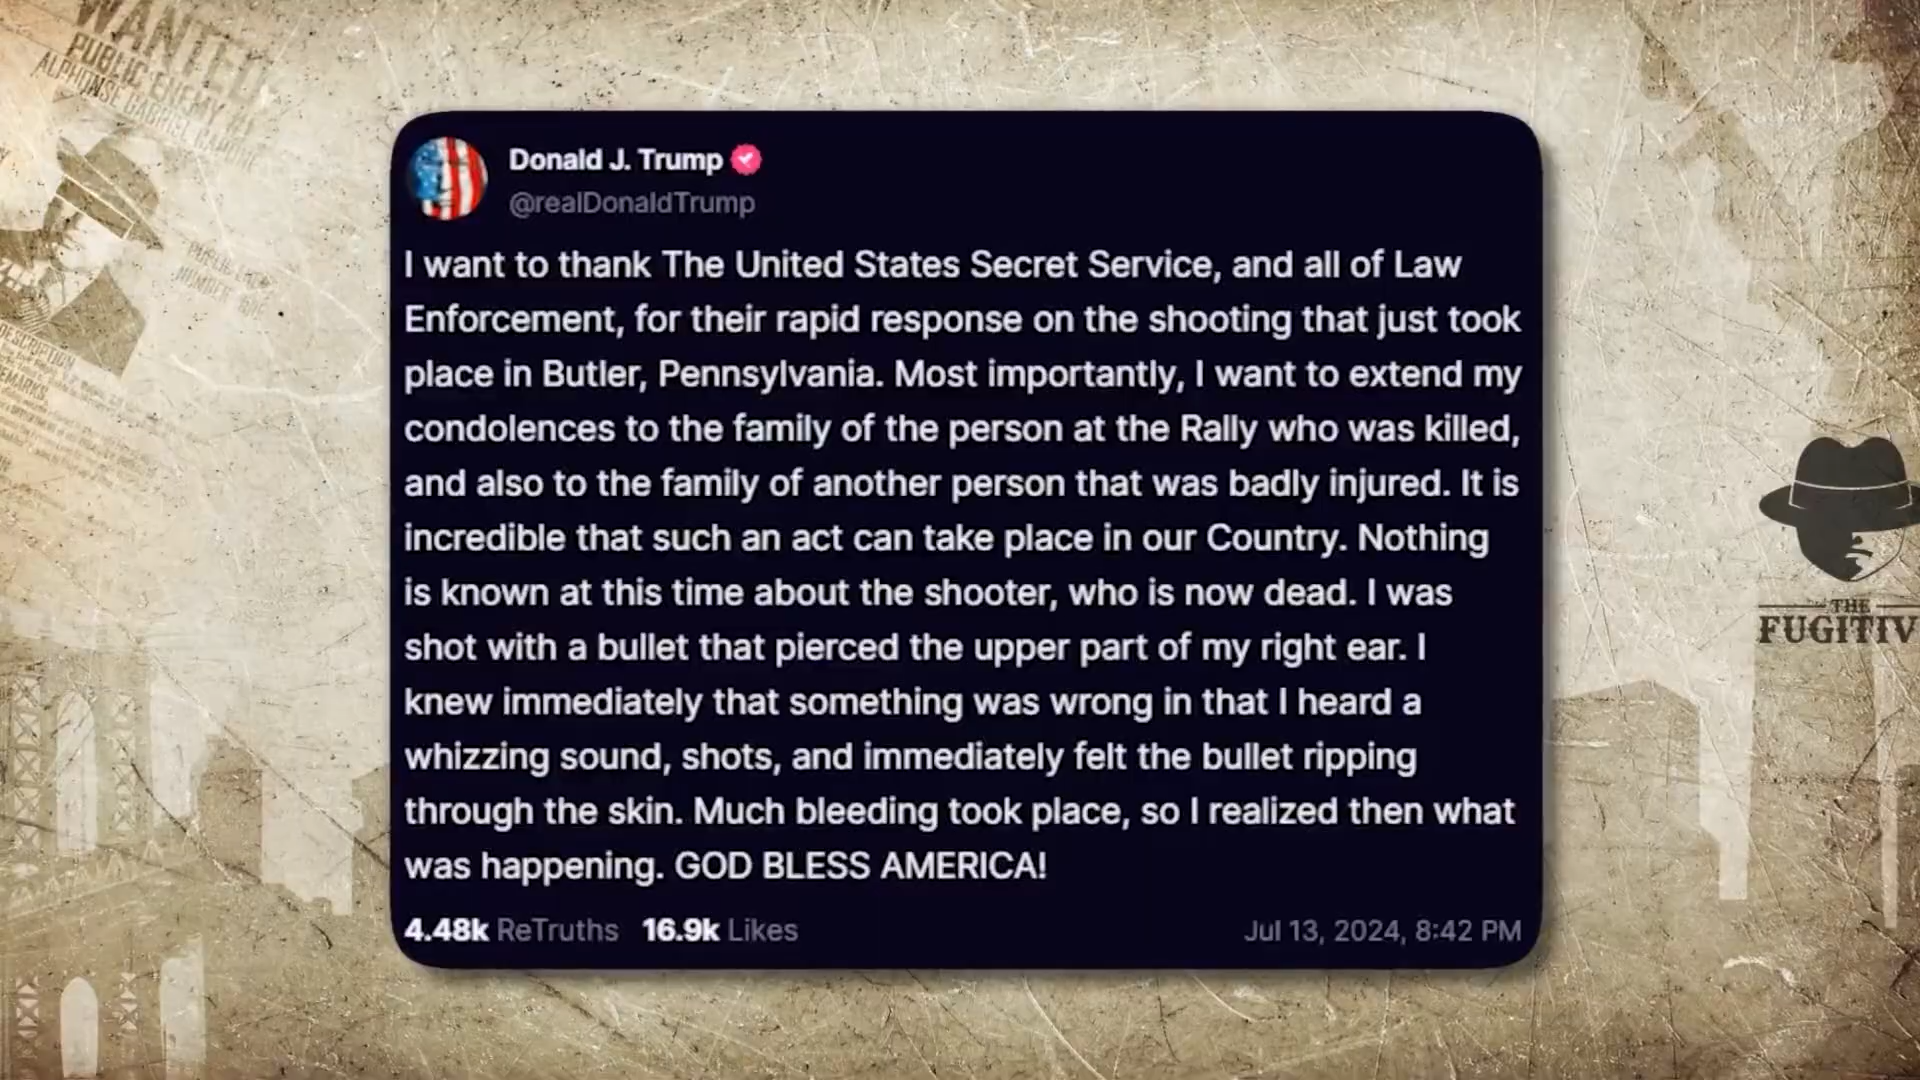 WANTED
PUBLIC ENEMY
ALPHONSE GABRIEL CAPONE
DESCRIPTION
REMARKS
Donald J. Trump
@realDonaldTrump
I want to thank The United States Secret Service, and all of Law
Enforcement, for their rapid response on the shooting that just took
place in Butler, Pennsylvania. Most importantly, I want to extend my
condolences to the family of the person at the Rally who was killed,
and also to the family of another person that was badly injured. It is
incredible that such an act can take place in our Country. Nothing
is known at this time about the shooter, who is now dead. I was
shot with a bullet that pierced the upper part of my right ear. I
knew immediately that something was wrong in that I heard a
whizzing sound, shots, and immediately felt the bullet ripping
through the skin. Much bleeding took place, so I realized then what
was happening. GOD BLESS AMERICA!
4.48k ReTruths 16.9k Likes
Jul 13, 2024, 8:42 PM
THE
FUGITIV